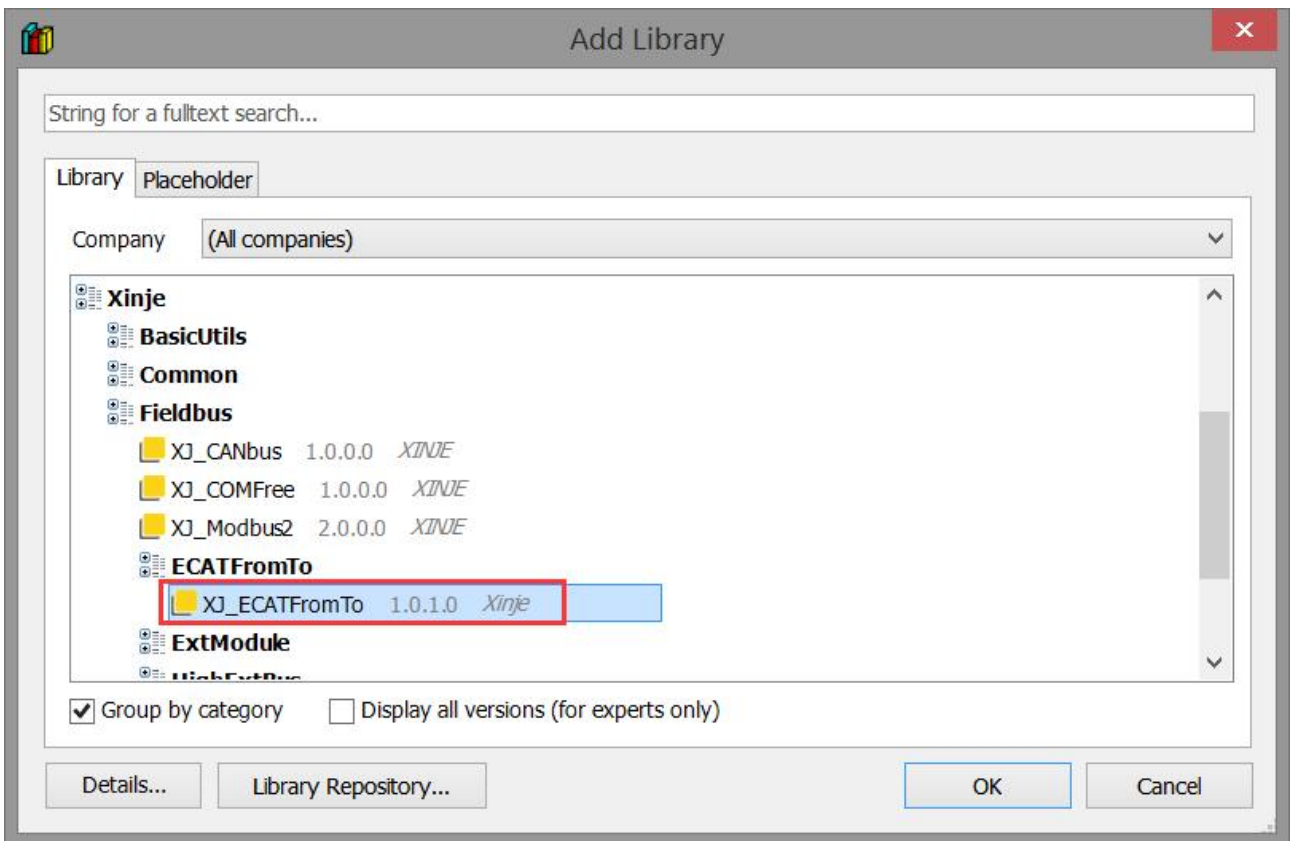 Add Library
String for a fulltext search...
Library Placeholder
Company (All companies)
Xinje
BasicUtils
Common
Fieldbus
XJ_CANbus 1.0.0.0 XINJE
XJ_COMFree 1.0.0.0 XINJE
XJ_Modbus2 2.0.0.0 XINJE
ECATFromTo
XJ_ECATFromTo 1.0.1.0 Xinje
ExtModule
HighExtBus
Group by category Display all versions (for experts only)
Details... Library Repository... OK Cancel